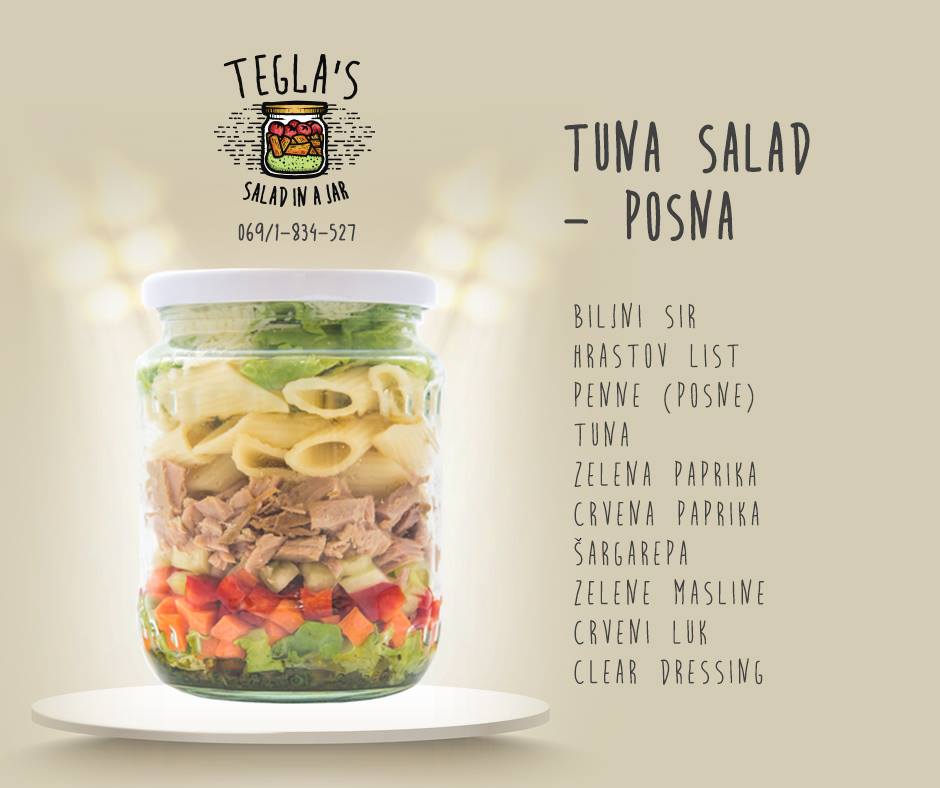 TEGLA'S
SALAD IN A JAR
069/1-834-527
TUNA SALAD
- POSNA
BILJNI SIR
HRASTOV LIST
PENNE (POSNE)
TUNA
ZELENA PAPRIKA
CRVENA PAPRIKA
ŠARGAREPA
ZELENE MASLINE
CRVENI LUK
CLEAR DRESSING